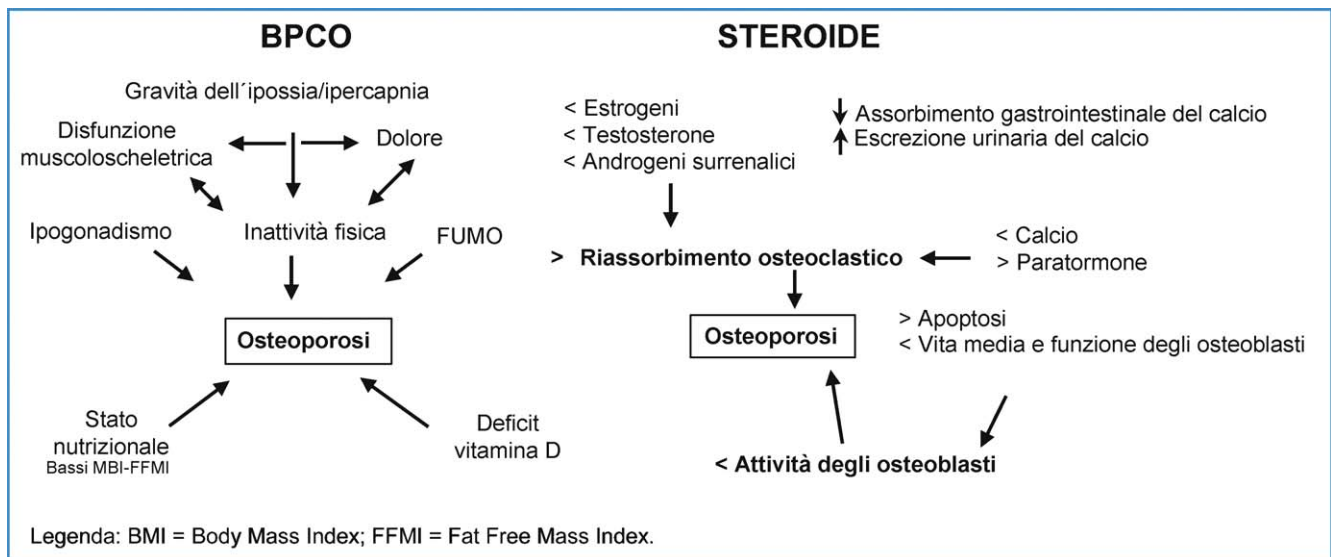 BPCO
Gravità dell´ipossia/ipercapnia
Disfunzione
muscoloscheletrica
Dolore
Ipogonadismo
Inattività fisica
FUMO
Osteoporosi
Stato
nutrizionale
Bassi MBI-FFMI
Deficit
vitamina D
STEROIDE
< Estrogeni
< Testosterone
< Androgeni surrenalici
↓ Assorbimento gastrointestinale del calcio
↑ Escrezione urinaria del calcio
> Riassorbimento osteoclastico
< Calcio
> Paratormone
Osteoporosi
> Apoptosi
< Vita media e funzione degli osteoblasti
< Attività degli osteoblasti
Legenda: BMI = Body Mass Index; FFMI = Fat Free Mass Index.